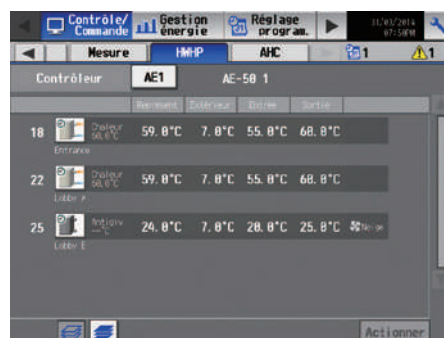 Contrôle/ Commande Gestion énergie Réglage program. 31/03/2014 07:58PM
Mesure HWHP AHC 1 1
Contrôleur AE1 AE-50 1
Extérieur Entrée Sortie
18 Chaleur 59.0°C 7.0°C 55.0°C 60.0°C
Entrance
22 Chaleur 59.0°C 7.0°C 55.0°C 60.0°C
Lobby A
25 Antigiv 24.0°C 7.0°C 20.0°C 25.0°C Neige
Lobby E
Actionner